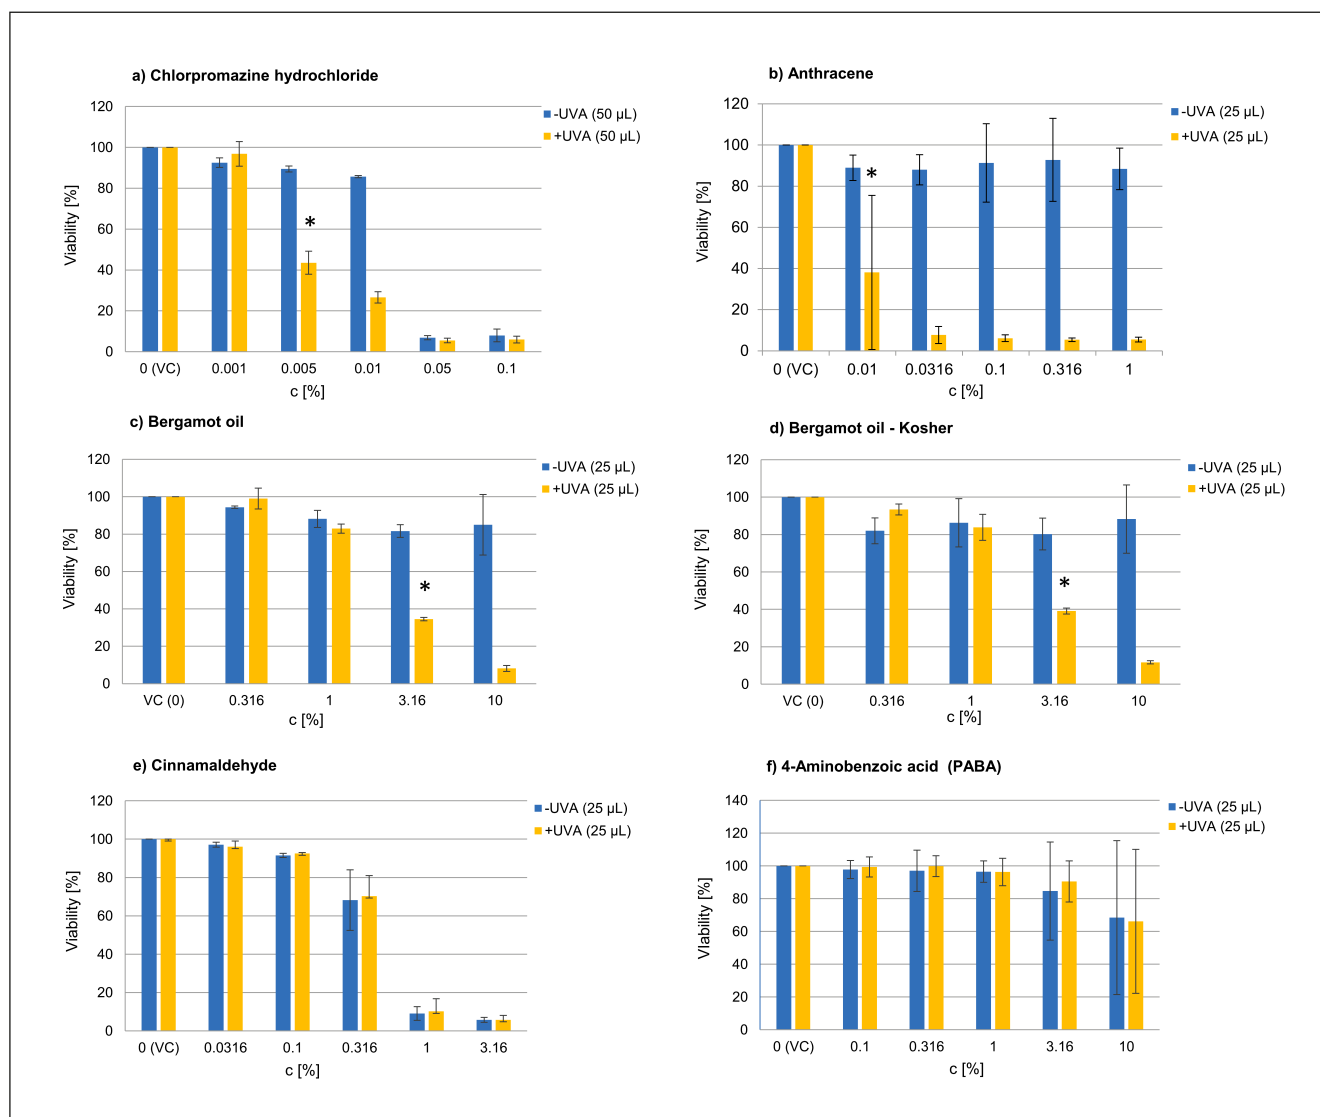 a) Chlorpromazine hydrochloride
120
100
80
60
40
20
0
Viability [%]
*
0 (VC) 0.001 0.005 0.01 0.05 0.1
c [%]
-UVA (50 µL)
+UVA (50 µL)
b) Anthracene
120
100
80
60
40
20
0
Viability [%]
*
0 (VC) 0.01 0.0316 0.1 0.316 1
c [%]
-UVA (25 µL)
+UVA (25 µL)
c) Bergamot oil
120
100
80
60
40
20
0
Viability [%]
*
VC (0) 0.316 1 3.16 10
c [%]
-UVA (25 µL)
+UVA (25 µL)
d) Bergamot oil - Kosher
120
100
80
60
40
20
0
Viability [%]
*
VC (0) 0.316 1 3.16 10
c [%]
-UVA (25 µL)
+UVA (25 µL)
e) Cinnamaldehyde
120
100
80
60
40
20
0
Viability [%]
0 (VC) 0.0316 0.1 0.316 1 3.16
c [%]
-UVA (25 µL)
+UVA (25 µL)
f) 4-Aminobenzoic acid (PABA)
140
120
100
80
60
40
20
0
VIability [%]
0 (VC) 0.1 0.316 1 3.16 10
c [%]
-UVA (25 µL)
+UVA (25 µL)